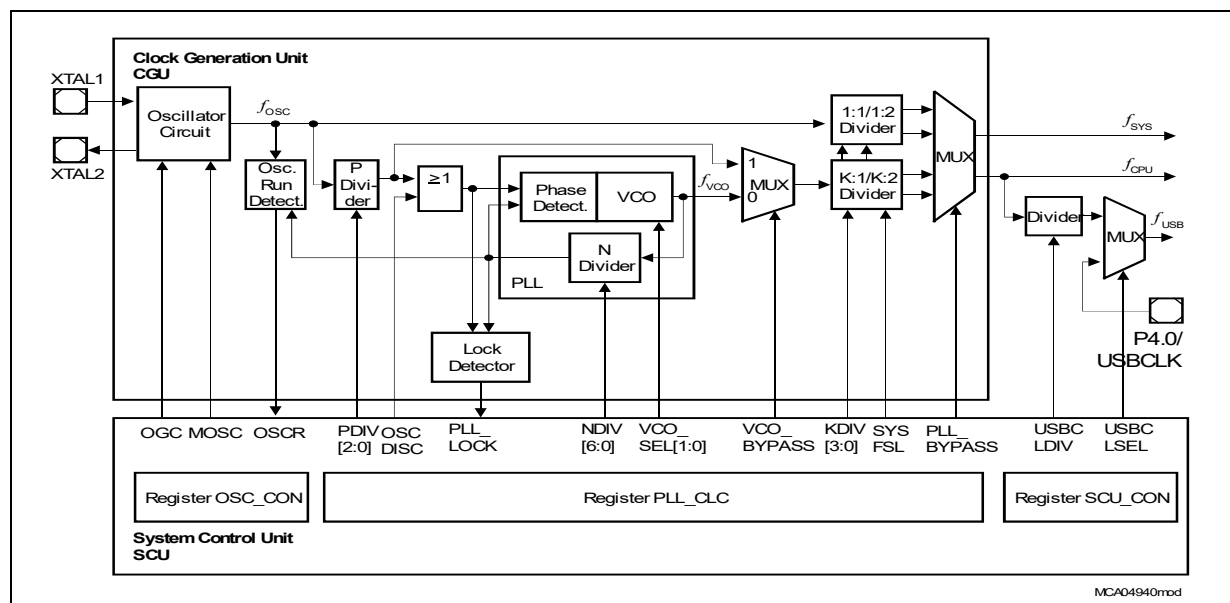 Clock Generation Unit
CGU
XTAL1
XTAL2
Oscillator
Circuit
fOSC
Osc.
Run
Detect.
P
Divi-
der
≥1
Phase
Detect.
VCO
fVCO
N
Divider
PLL
Lock
Detector
1
MUX
0
1:1/1:2
Divider
K:1/K:2
Divider
MUX
fSYS
fCPU
Divider
MUX
fUSB
P4.0/
USBCLK
OGC
MOSC
OSCR
PDIV
[2:0]
OSC
DISC
PLL_
LOCK
NDIV
[6:0]
VCO_
SEL[1:0]
VCO_
BYPASS
KDIV
[3:0]
SYS
FSL
PLL_
BYPASS
USBC
LDIV
USBC
LSEL
Register OSC_CON
Register PLL_CLC
Register SCU_CON
System Control Unit
SCU
MCA04940mod